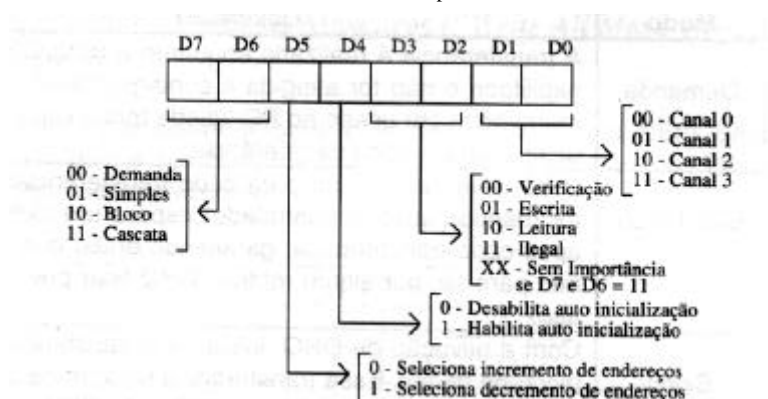 D7 D6 D5 D4 D3 D2 D1 D0
00 - Canal 0
01 - Canal 1
10 - Canal 2
11 - Canal 3
00 - Demanda
01 - Simples
10 - Bloco
11 - Cascata
00 - Verificação
01 - Escrita
10 - Leitura
11 - Ilegal
XX - Sem Importância
se D7 e D6 = 11
0 - Desabilita auto inicialização
1 - Habilita auto inicialização
0 - Seleciona incremento de endereços
1 - Seleciona decremento de endereços